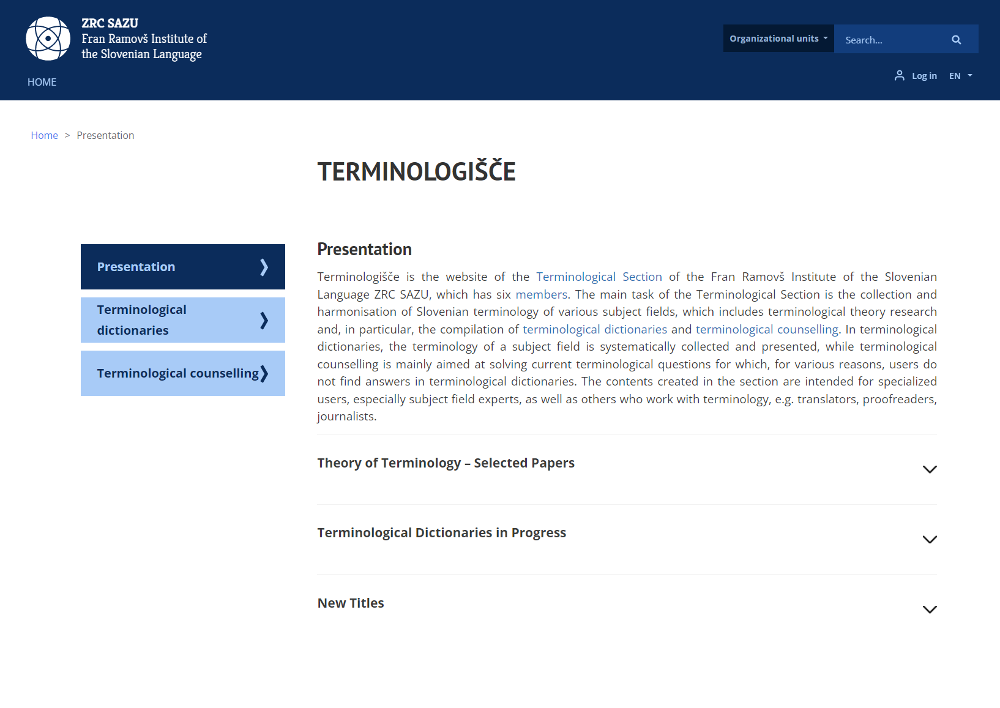 ZRC SAZU
Fran Ramovš Institute of
the Slovenian Language
Organizational units
Search...
HOME
Log in
EN
Home > Presentation
TERMINOLOGIŠČE
Presentation
Terminological
dictionaries
Terminological counselling
Presentation
Terminologišče is the website of the Terminological Section of the Fran Ramovš Institute of the Slovenian
Language ZRC SAZU, which has six members. The main task of the Terminological Section is the collection and
harmonisation of Slovenian terminology of various subject fields, which includes terminological theory research
and, in particular, the compilation of terminological dictionaries and terminological counselling. In terminological
dictionaries, the terminology of a subject field is systematically collected and presented, while terminological
counselling is mainly aimed at solving current terminological questions for which, for various reasons, users do
not find answers in terminological dictionaries. The contents created in the section are intended for specialized
users, especially subject field experts, as well as others who work with terminology, e.g. translators, proofreaders,
journalists.
Theory of Terminology – Selected Papers
Terminological Dictionaries in Progress
New Titles